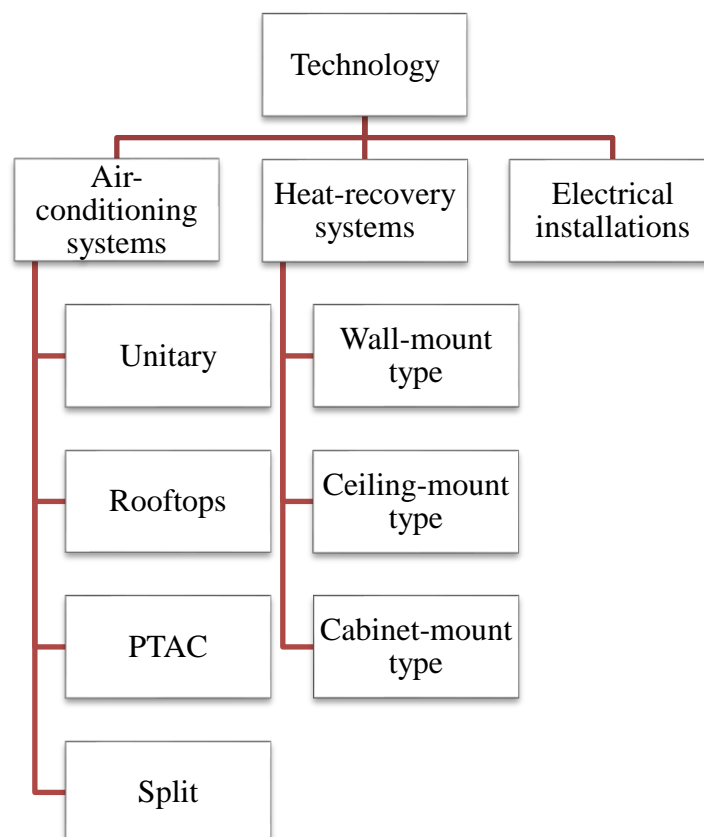 Technology
Air-
conditioning
systems
Heat-recovery
systems
Electrical
installations
Unitary
Rooftops
PTAC
Split
Wall-mount
type
Ceiling-mount
type
Cabinet-mount
type